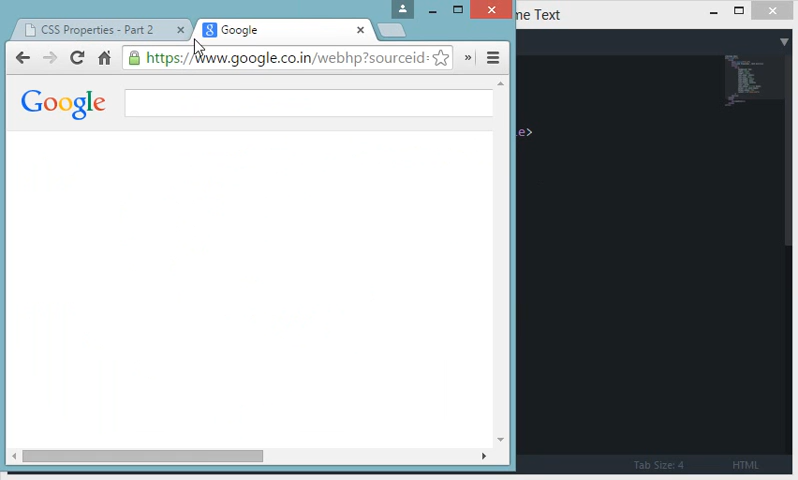 CSS Properties - Part 2
Google
me Text
https://www.google.co.in/webhp?sourceid=
»
Google
le>
Tab Size: 4
HTML